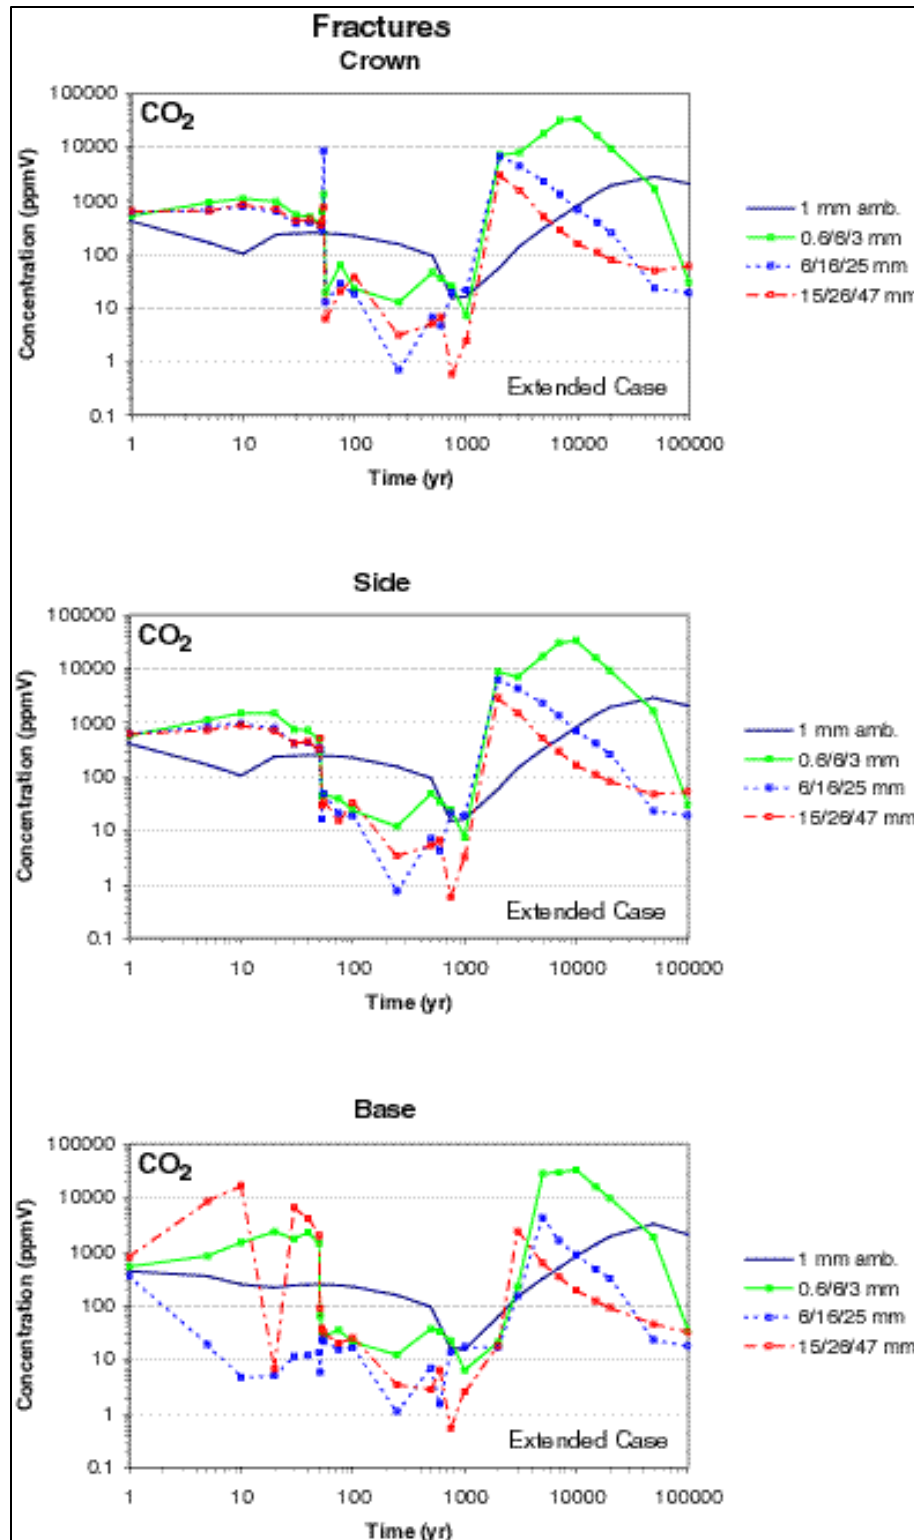 Fractures
Crown
CO2
Concentration (ppmV)
100000
10000
1000
100
10
1
0.1
1 10 100 1000 10000 100000
Time (yr)
Extended Case
1 mm amb.
0.6/6/3 mm
6/16/25 mm
15/26/47 mm
Side
CO2
Concentration (ppmV)
100000
10000
1000
100
10
1
0.1
1 10 100 1000 10000 100000
Time (yr)
Extended Case
1 mm amb.
0.6/6/3 mm
6/16/25 mm
15/26/47 mm
Base
CO2
Concentration (ppmV)
100000
10000
1000
100
10
1
0.1
1 10 100 1000 10000 100000
Time (yr)
Extended Case
1 mm amb.
0.6/6/3 mm
6/16/25 mm
15/26/47 mm